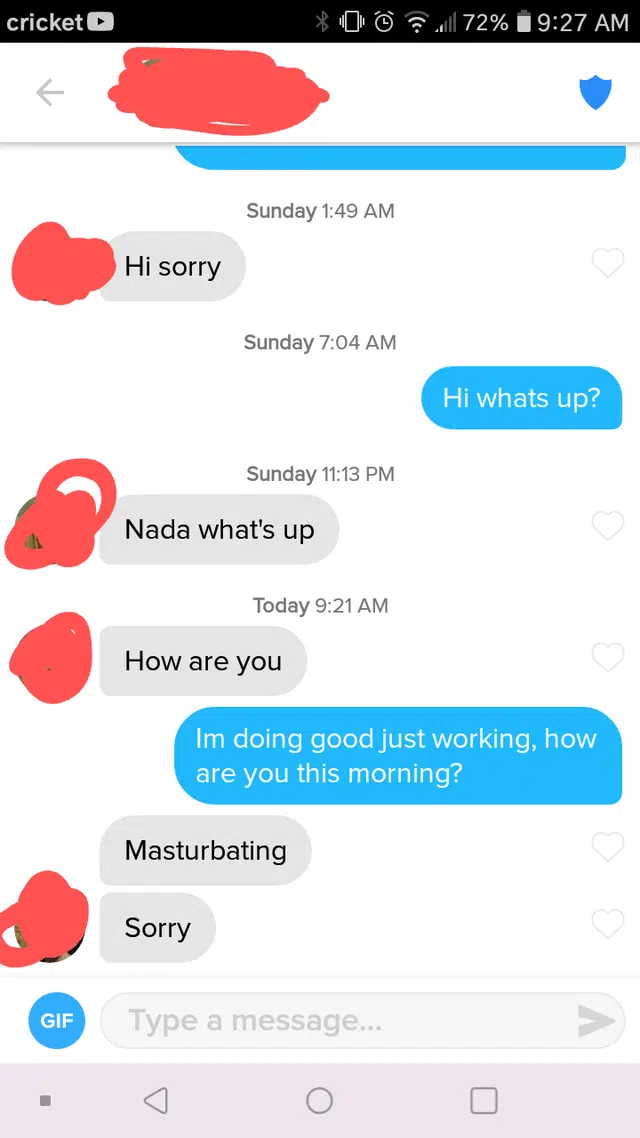 cricket 72% 9:27 AM
Sunday 1:49 AM
Hi sorry
Sunday 7:04 AM
Hi whats up?
Sunday 11:13 PM
Nada what's up
Today 9:21 AM
How are you
Im doing good just working, how
are you this morning?
Masturbating
Sorry
GIF Type a message...